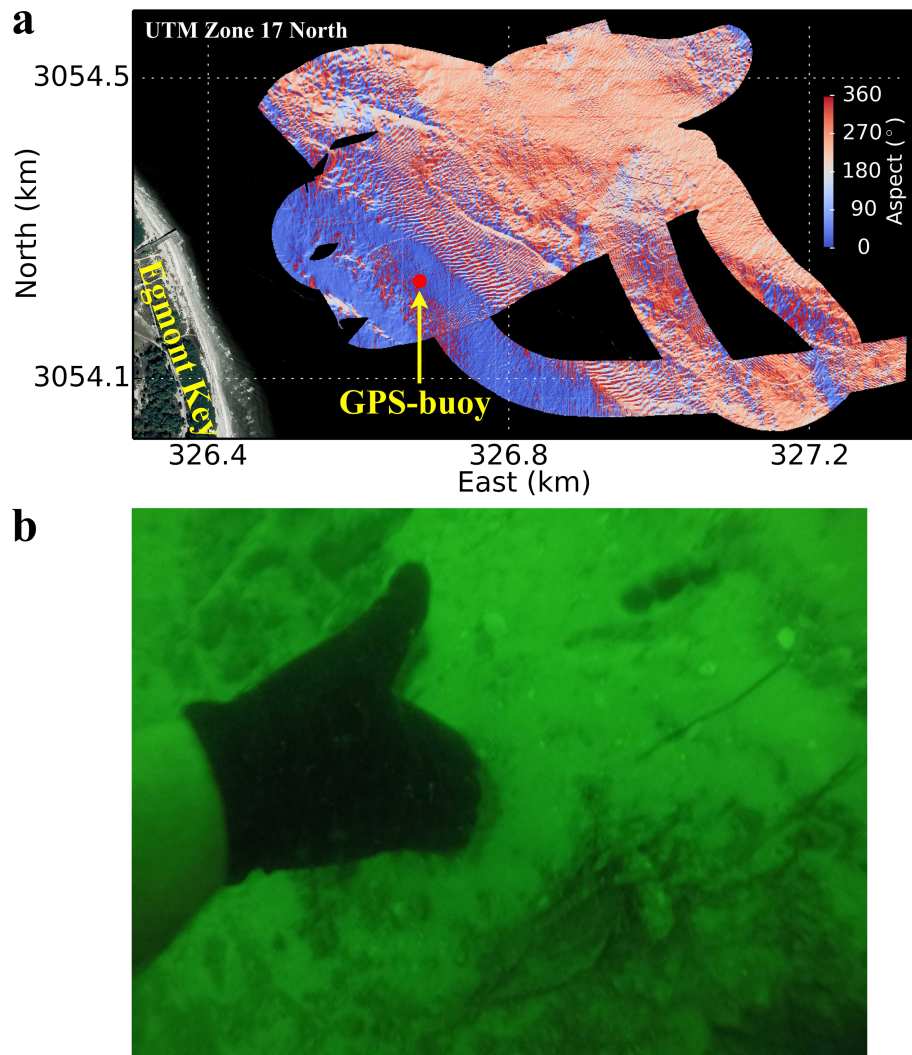 a
UTM Zone 17 North
3054.5
3054.1
North (km)
360
270
180
90
0
Aspect (°)
Egmont Key
GPS-buoy
326.4
326.8
327.2
East (km)
b